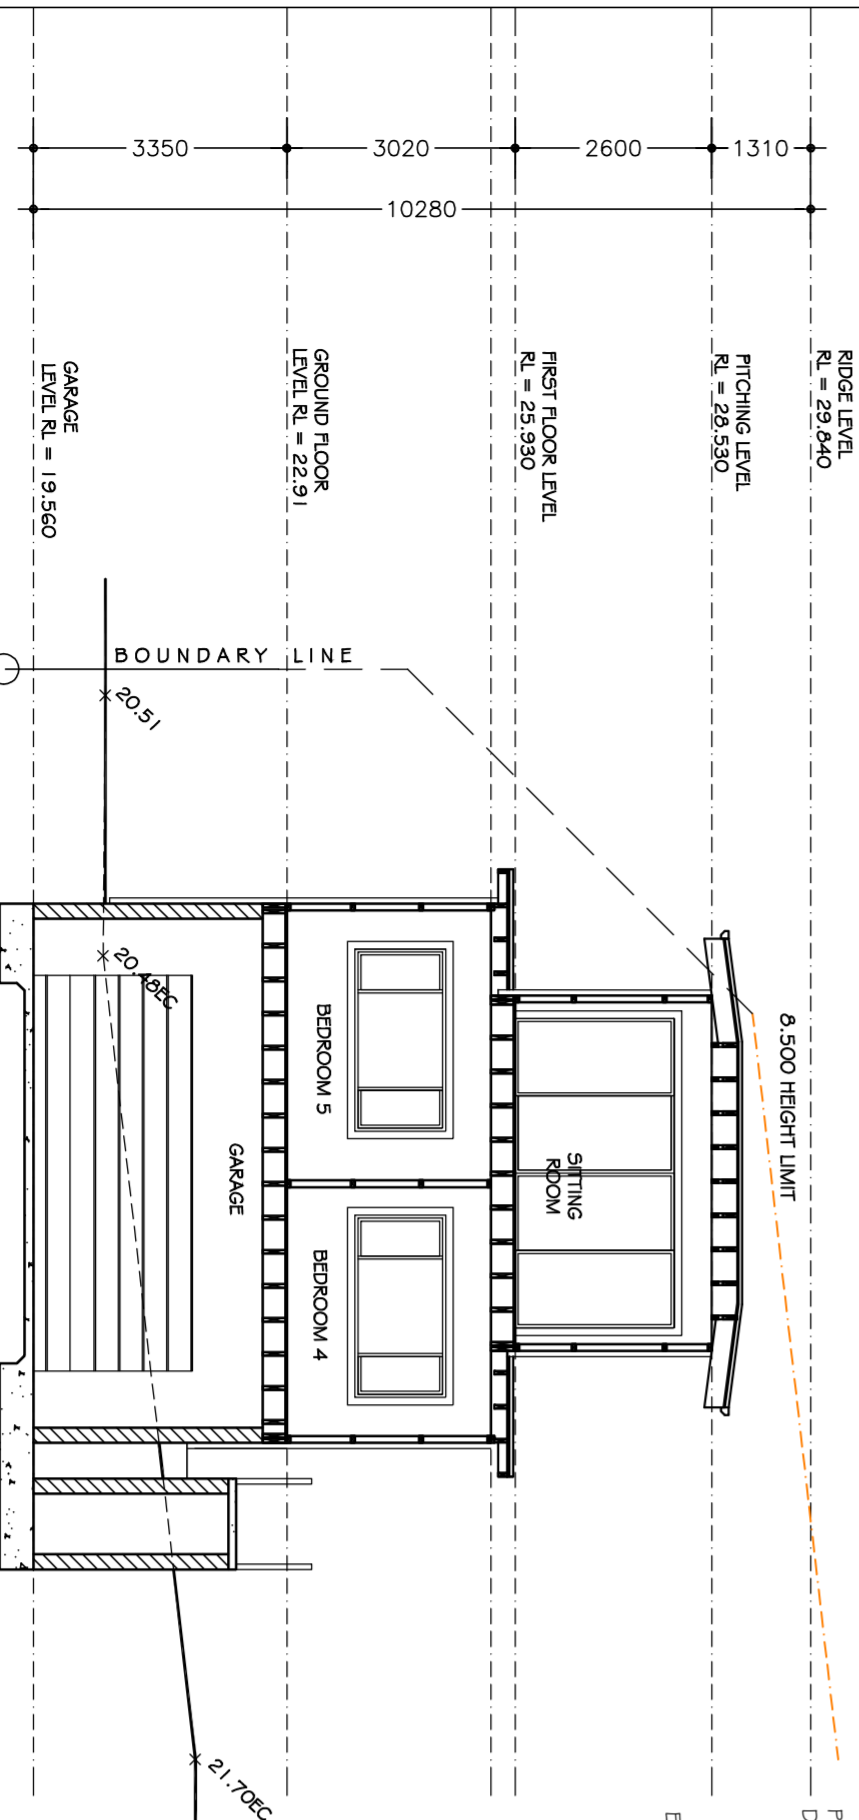 3350
3020
2600
1310
10280
RIDGE LEVEL
RL = 29.840
PITCHING LEVEL
RL = 28.530
FIRST FLOOR LEVEL
RL = 25.930
GROUND FLOOR
LEVEL RL = 22.91
GARAGE
LEVEL RL = 19.560
BOUNDARY LINE
20.51
20.48EC
8.500 HEIGHT LIMIT
SITTING
ROOM
BEDROOM 5
BEDROOM 4
GARAGE
21.70EC